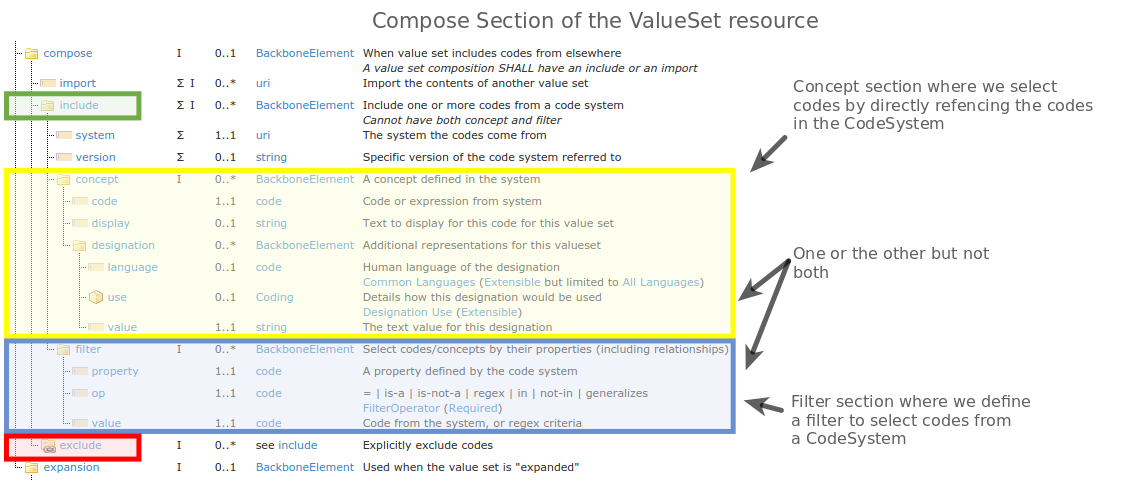 Compose Section of the ValueSet resource
compose I 0..1 BackboneElement When value set includes codes from elsewhere
A value set composition SHALL have an include or an import
import Σ I 0..* uri Import the contents of another value set
include Σ I 0..* BackboneElement Include one or more codes from a code system
Cannot have both concept and filter
system Σ 1..1 uri The system the codes come from
version Σ 0..1 string Specific version of the code system referred to
concept I 0..* BackboneElement A concept defined in the system
code 1..1 code Code or expression from system
display 0..1 string Text to display for this code for this value set
designation 0..* BackboneElement Additional representations for this valueset
language 0..1 code Human language of the designation
Common Languages (Extensible but limited to All Languages)
use 0..1 Coding Details how this designation would be used
Designation Use (Extensible)
value 1..1 string The text value for this designation
filter I 0..* BackboneElement Select codes/concepts by their properties (including relationships)
property 1..1 code A property defined by the code system
op 1..1 code = | is-a | is-not-a | regex | in | not-in | generalizes
FilterOperator (Required)
value 1..1 code Code from the system, or regex criteria
exclude I 0..* see include Explicitly exclude codes
expansion I 0..1 BackboneElement Used when the value set is "expanded"
Concept section where we select
codes by directly refencing the codes
in the CodeSystem
One or the other but not
both
Filter section where we define
a filter to select codes from
a CodeSystem